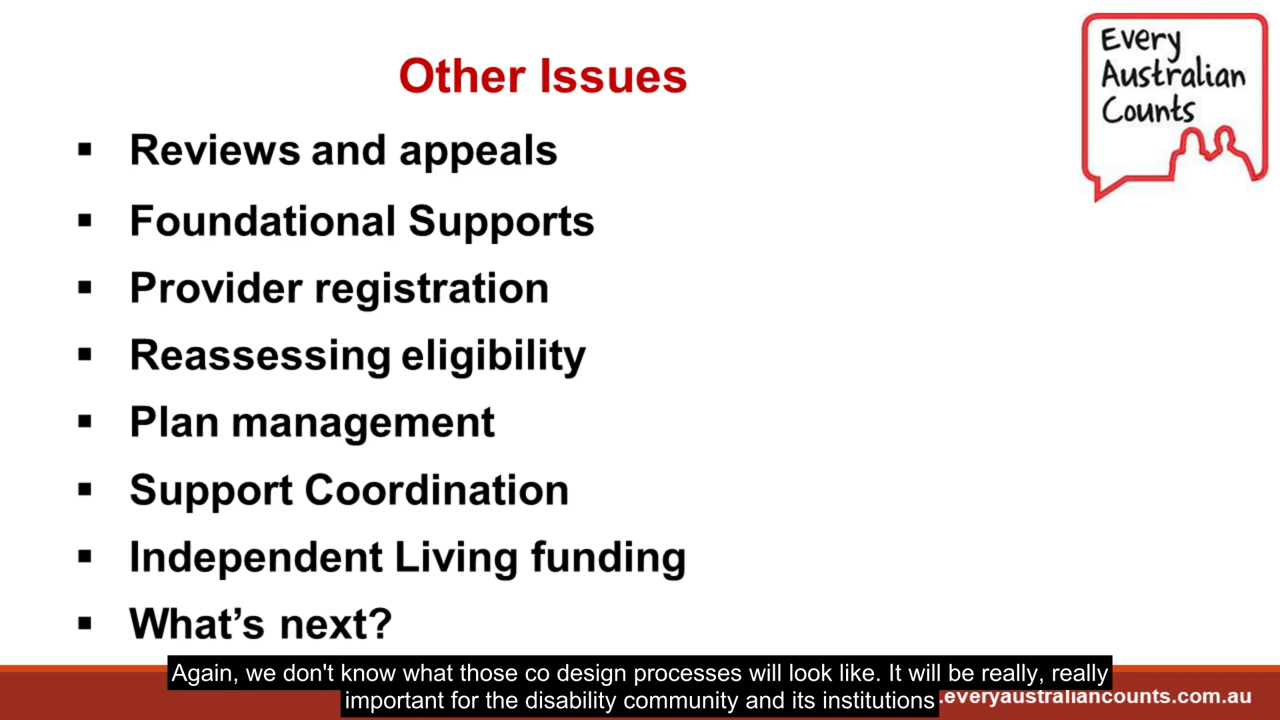 Every
Australian
Counts
Other Issues
▪ Reviews and appeals
▪ Foundational Supports
▪ Provider registration
▪ Reassessing eligibility
▪ Plan management
▪ Support Coordination
▪ Independent Living funding
▪ What’s next?
Again, we don't know what those co design processes will look like. It will be really, really
important for the disability community and its institutions
.everyaustraliancounts.com.au